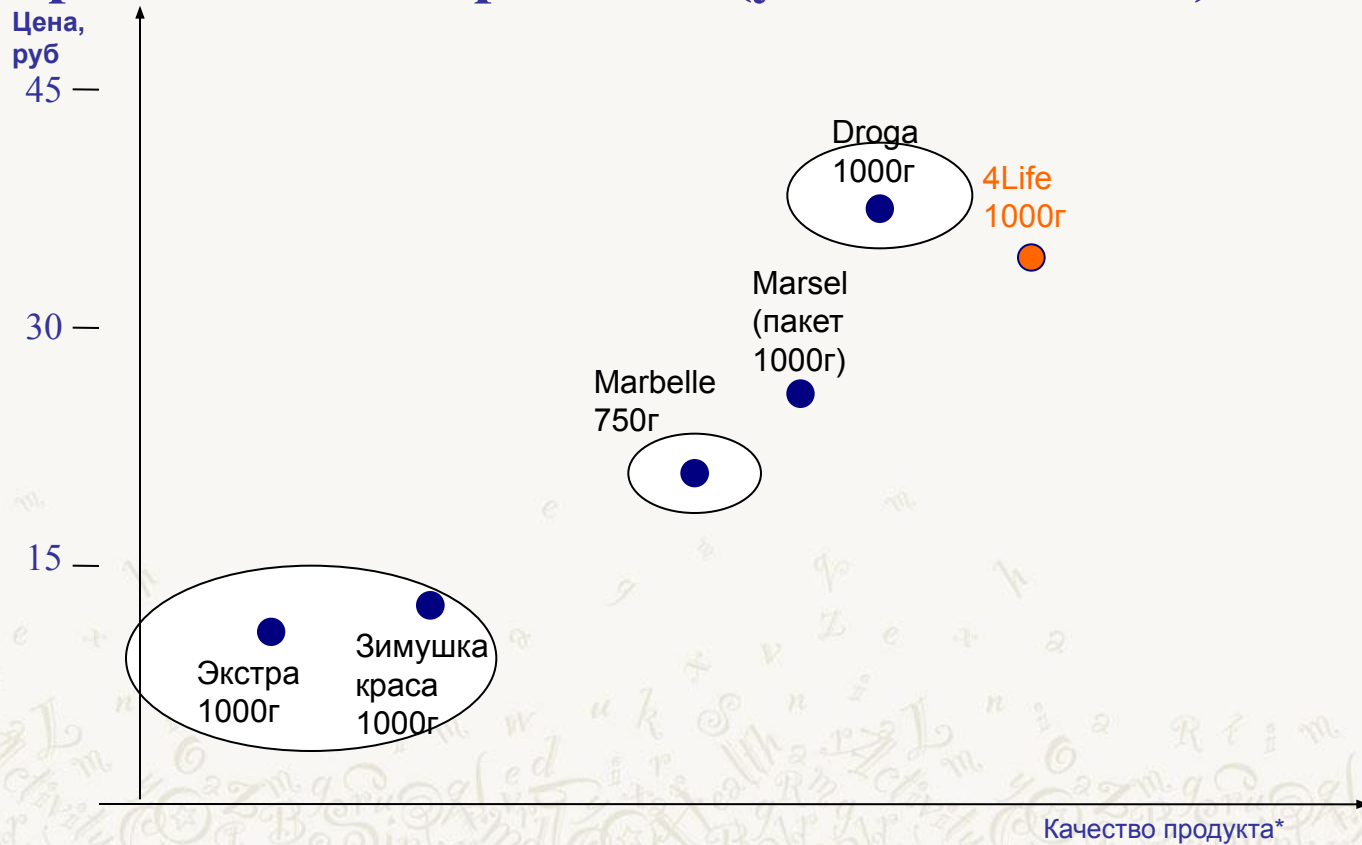 Цена,
руб
45
30
15
Droga
1000г
4Life
1000г
Marsel
(пакет
1000г)
Marbelle
750г
Экстра
1000г
Зимушка
краса
1000г
Качество продукта*